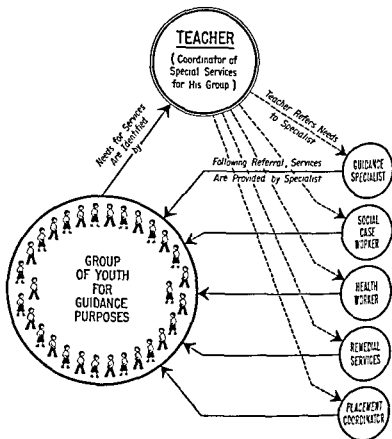 TEACHER
( Coordinator of
Special Services
for His Group )
Needs for Services
Are Identified
by
Teacher Refers Needs
to Specialist
Following Referral, Services
Are Provided by Specialist
GUIDANCE
SPECIALIST
SOCIAL
CASE
WORKER
HEALTH
WORKER
REMEDIAL
SERVICES
PLACEMENT
COORDINATOR
GROUP
OF YOUTH
FOR
GUIDANCE
PURPOSES